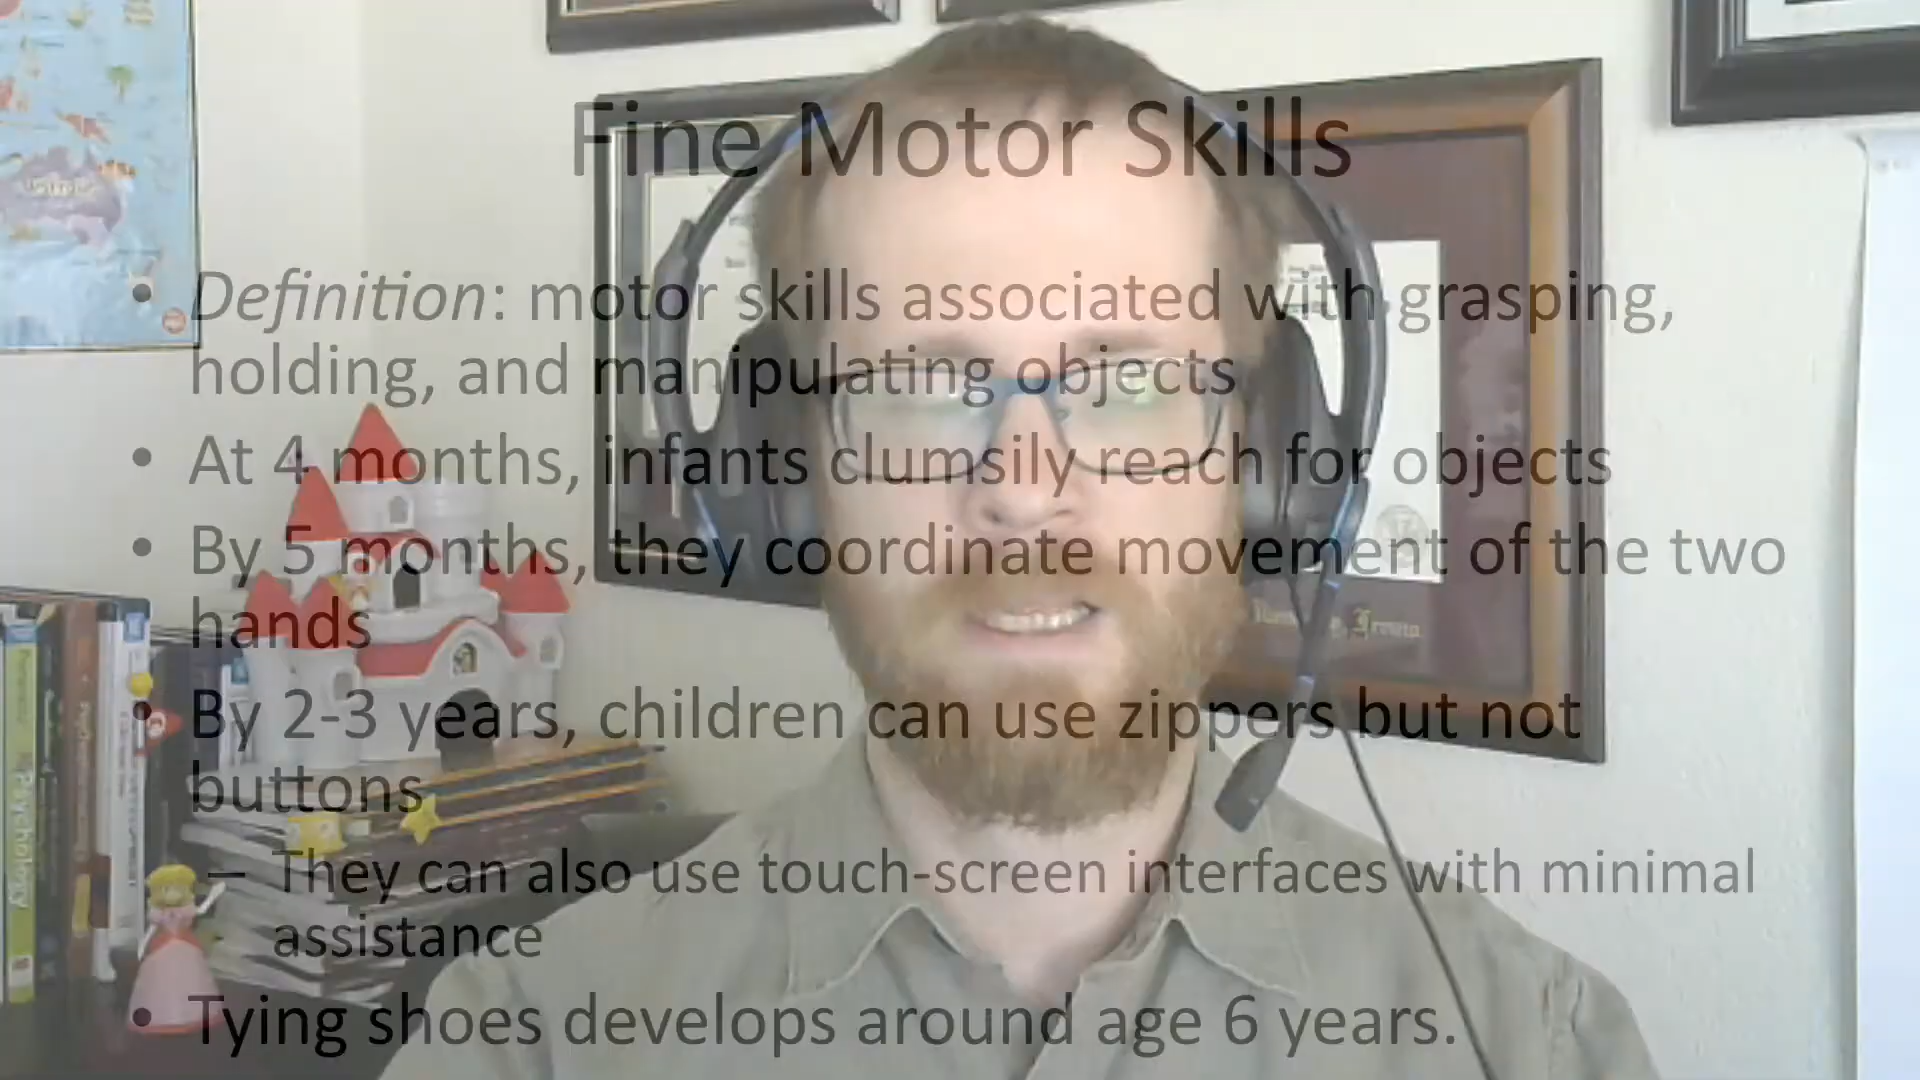 Fine Motor Skills
• Definition: motor skills associated with grasping,
holding, and manipulating objects
• At 4 months, infants clumsily reach for objects
• By 5 months, they coordinate movement of the two
hands
• By 2-3 years, children can use zippers but not
buttons
– They can also use touch-screen interfaces with minimal
assistance
• Tying shoes develops around age 6 years.
Psychology